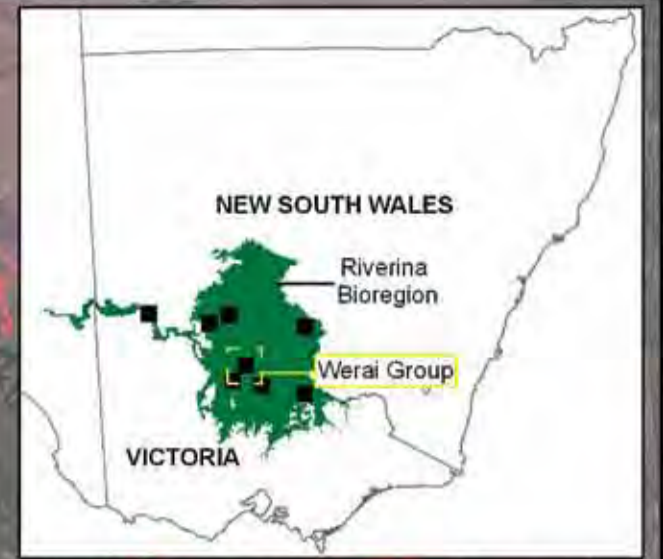 NEW SOUTH WALES
Riverina
Bioregion
Werai Group
VICTORIA